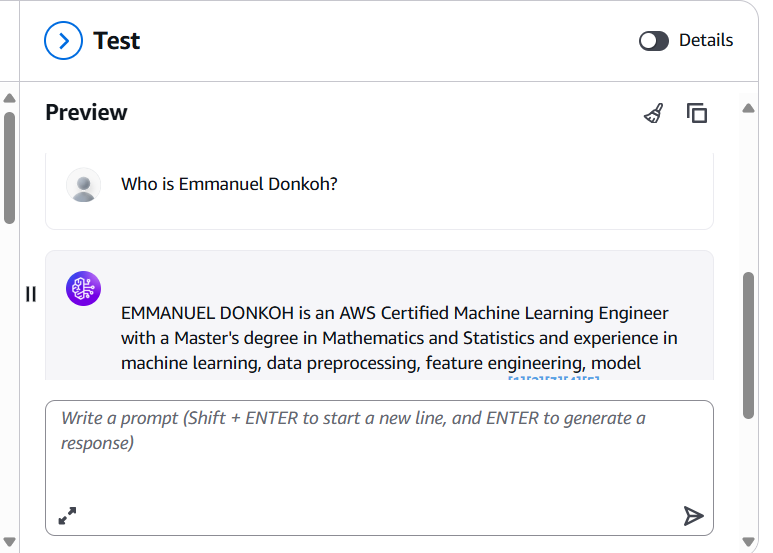 Test
Details
Preview
Who is Emmanuel Donkoh?
EMMANUEL DONKOH is an AWS Certified Machine Learning Engineer
with a Master's degree in Mathematics and Statistics and experience in
machine learning, data preprocessing, feature engineering, model
Write a prompt (Shift + ENTER to start a new line, and ENTER to generate a
response)